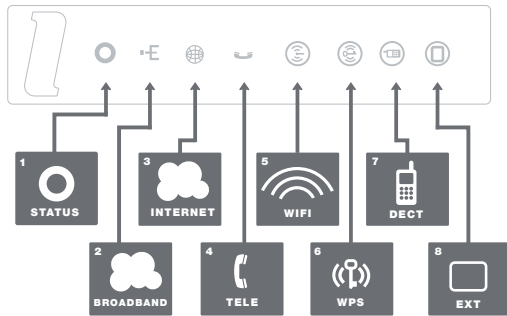 1
STATUS
2
BROADBAND
3
INTERNET
4
TELE
5
WIFI
6
WPS
7
DECT
8
EXT